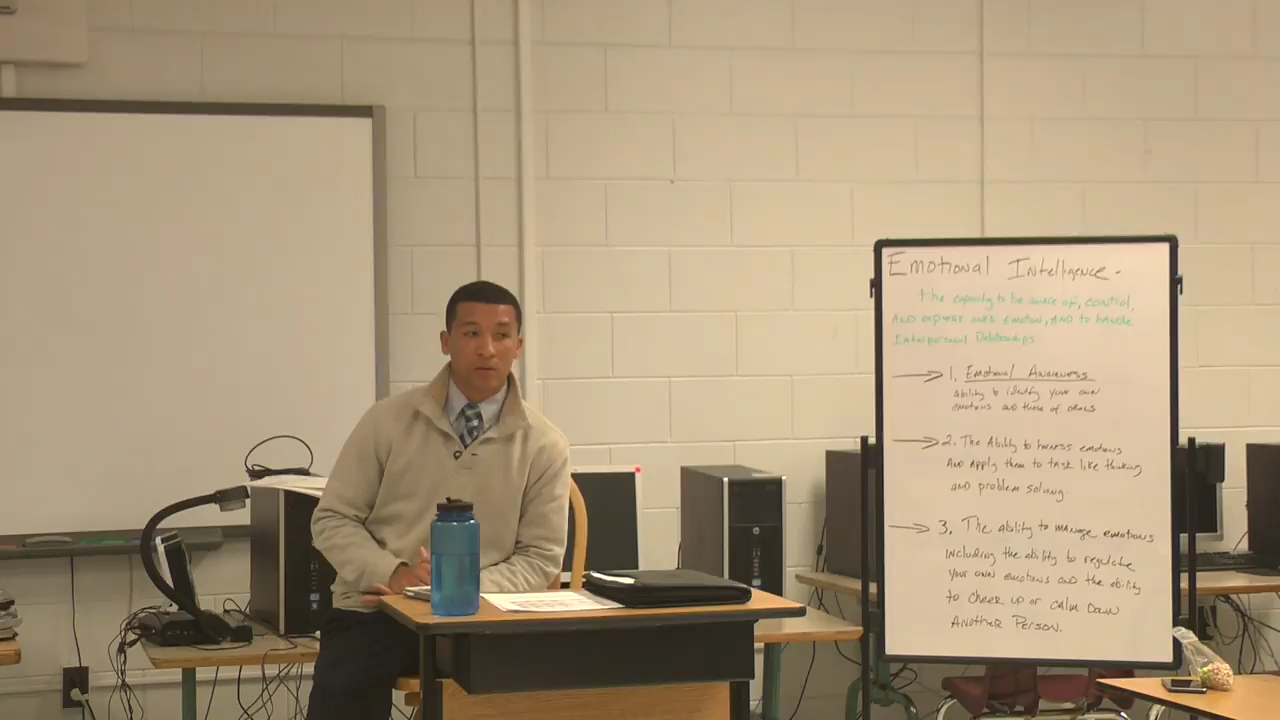 Emotional Intelligence -
the capacity to be aware of, control,
AND express ones emotion, AND to handle
Interpersonal Relationships
1. Emotional Awareness
ability to identify your own
emotions and those of others
2. The Ability to harness emotions
AND apply them to task like thinking
AND problem solving
3. The ability to manage emotions
including the ability to regulate
your own emotions and the ability
to cheer up or calm down
Another Person.
hp